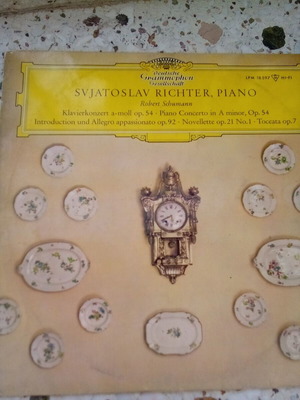 Deutsche
Grammophon
Gesellschaft
SVJATOSLAV RICHTER, PIANO
Robert Schumann
Klavierkonzert a-moll op. 54 · Piano Concerto in A minor, Op. 54
Introduction und Allegro appassionato op. 92 · Novellette op. 21 No. 1 · Toccata op. 7